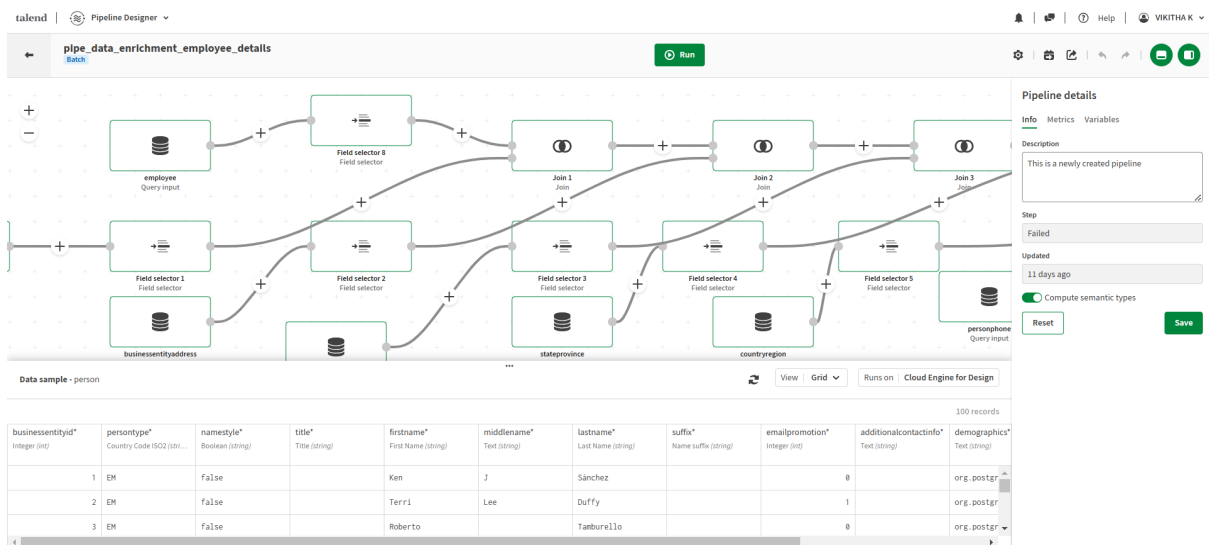 talend Pipeline Designer Help VIKITHA K
pipe_data_enrichment_employee_details
Batch
Run
employee
Query input
Field selector 8
Field selector
Join 1
Join
Join 2
Join
Join 3
Join
Field selector 1
Field selector
Field selector 2
Field selector
Field selector 3
Field selector
Field selector 4
Field selector
Field selector 5
Field selector
businessentityaddress
stateprovince
countryregion
personphone
Query input
Pipeline details
Info Metrics Variables
Description
This is a newly created pipeline
Step
Failed
Updated
11 days ago
Compute semantic types
Reset Save
Data sample - person View Grid Runs on Cloud Engine for Design
100 records
businessentityid* persontype* namestyle* title* firstname* middlename* lastname* suffix* emailpromotion* additionalcontactinfo* demographics*
Integer (int) Country Code ISO2 (stri... Boolean (string) Title (string) First Name (string) Text (string) Last Name (string) Name suffix (string) Integer (int) Text (string) Text (string)
1 EM false Ken J Sánchez 0 org.postgr
2 EM false Terri Lee Duffy 1 org.postgr
3 EM false Roberto Tamburello 0 org.postgr